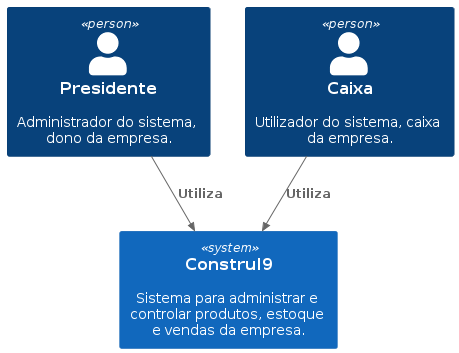 «person»
Presidente
Administrador do sistema,
dono da empresa.
«person»
Caixa
Utilizador do sistema, caixa
da empresa.
Utiliza
Utiliza
«system»
Construl9
Sistema para administrar e
controlar produtos, estoque
e vendas da empresa.